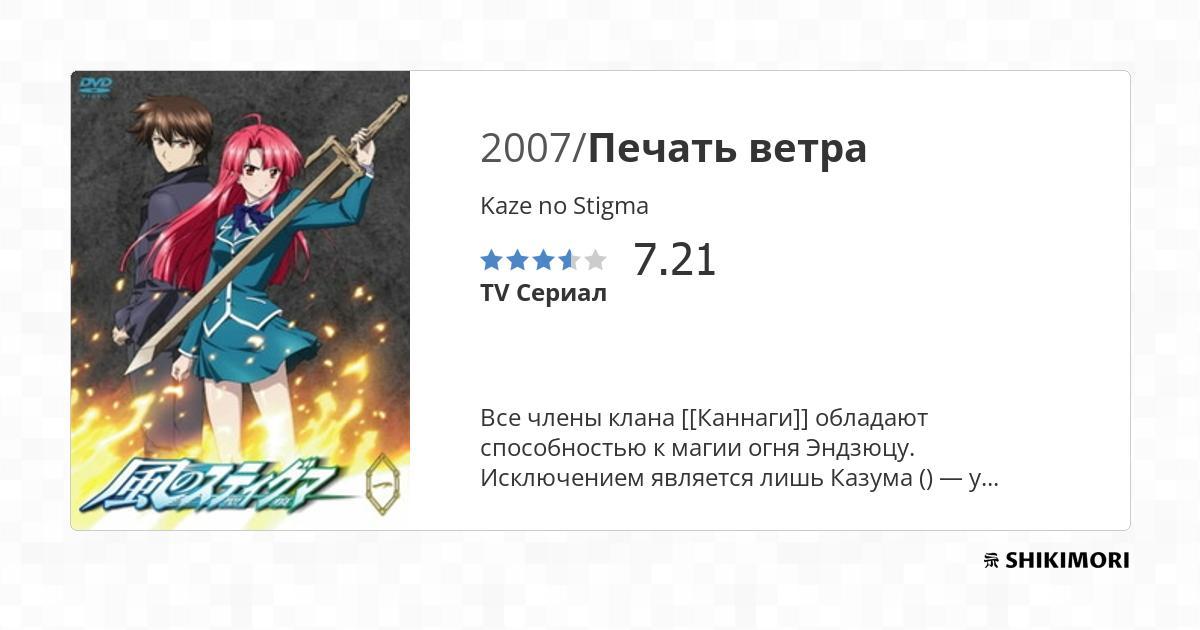 DVD
VIDEO
風のスティグマ
一
2007/Печать ветра
Kaze no Stigma
7.21
TV Сериал
Все члены клана [[Каннаги]] обладают
способностью к магии огня Эндзюцу.
Исключением является лишь Казума () — у...
SHIKIMORI